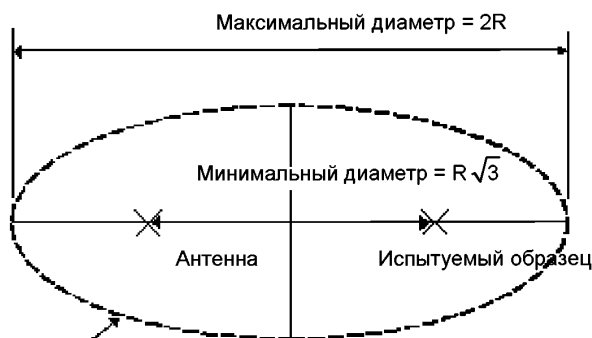 Максимальный диаметр = 2R
Минимальный диаметр = R√3
Антенна
Испытуемый образец